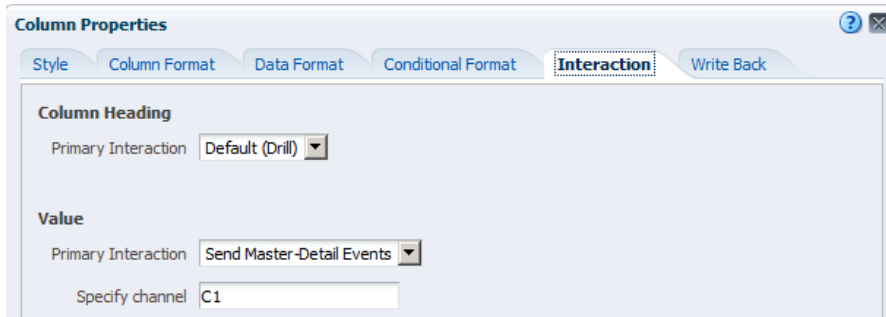 Column Properties
Style Column Format Data Format Conditional Format Interaction Write Back
Column Heading
Primary Interaction Default (Drill)
Value
Primary Interaction Send Master-Detail Events
Specify channel C1